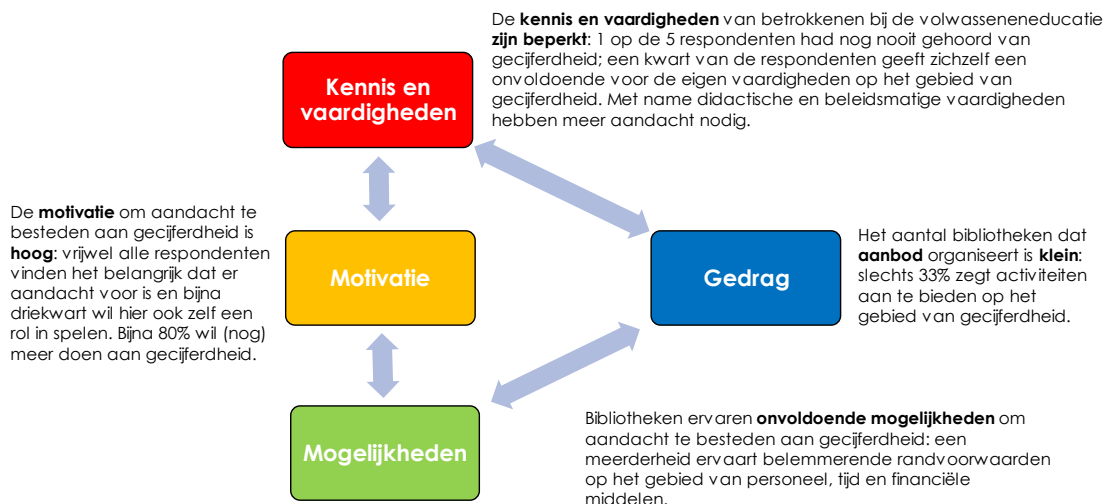 De kennis en vaardigheden van betrokkenen bij de volwasseneneducatie
zijn beperkt: 1 op de 5 respondenten had nog nooit gehoord van
gecijferdheid; een kwart van de respondenten geeft zichzelf een
onvoldoende voor de eigen vaardigheden op het gebied van
gecijferdheid. Met name didactische en beleidsmatige vaardigheden
hebben meer aandacht nodig.
Kennis en
vaardigheden
De motivatie om aandacht te
besteden aan gecijferdheid is
hoog: vrijwel alle respondenten
vinden het belangrijk dat er
aandacht voor is en bijna
driekwart wil hier ook zelf een
rol in spelen. Bijna 80% wil (nog)
meer doen aan gecijferdheid.
Motivatie
Gedrag
Het aantal bibliotheken dat
aanbod organiseert is klein:
slechts 33% zegt activiteiten
aan te bieden op het
gebied van gecijferdheid.
Mogelijkheden
Bibliotheken ervaren onvoldoende mogelijkheden om
aandacht te besteden aan gecijferdheid: een
meerderheid ervaart belemmerende randvoorwaarden
op het gebied van personeel, tijd en financiële
middelen.